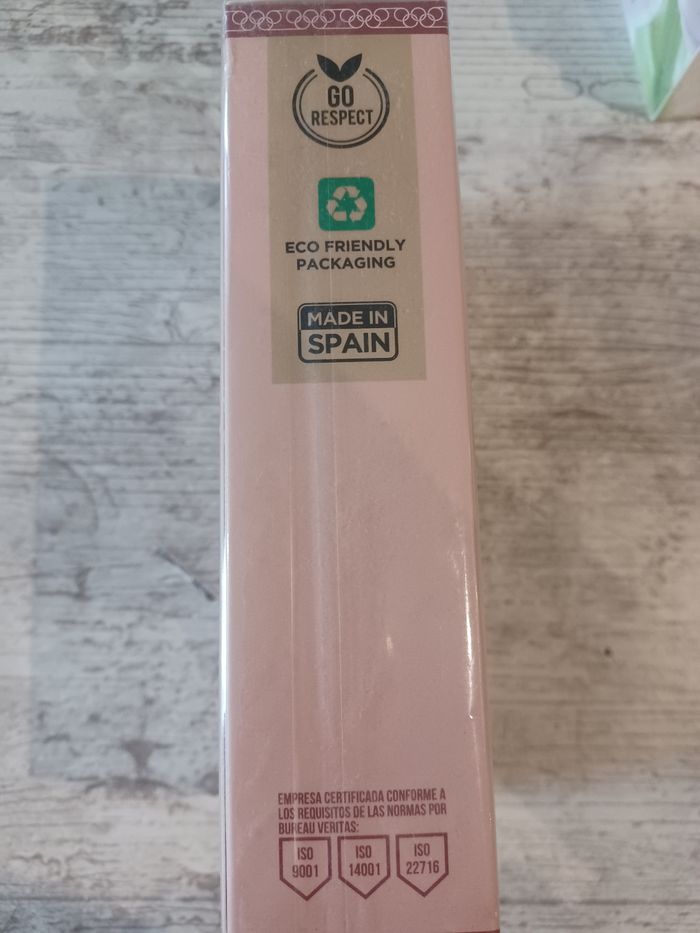 GO
RESPECT
ECO FRIENDLY
PACKAGING
MADE IN
SPAIN
EMPRESA CERTIFICADA CONFORME A
LOS REQUISITOS DE LAS NORMAS POR
BUREAU VERITAS:
ISO
9001
ISO
14001
ISO
22716